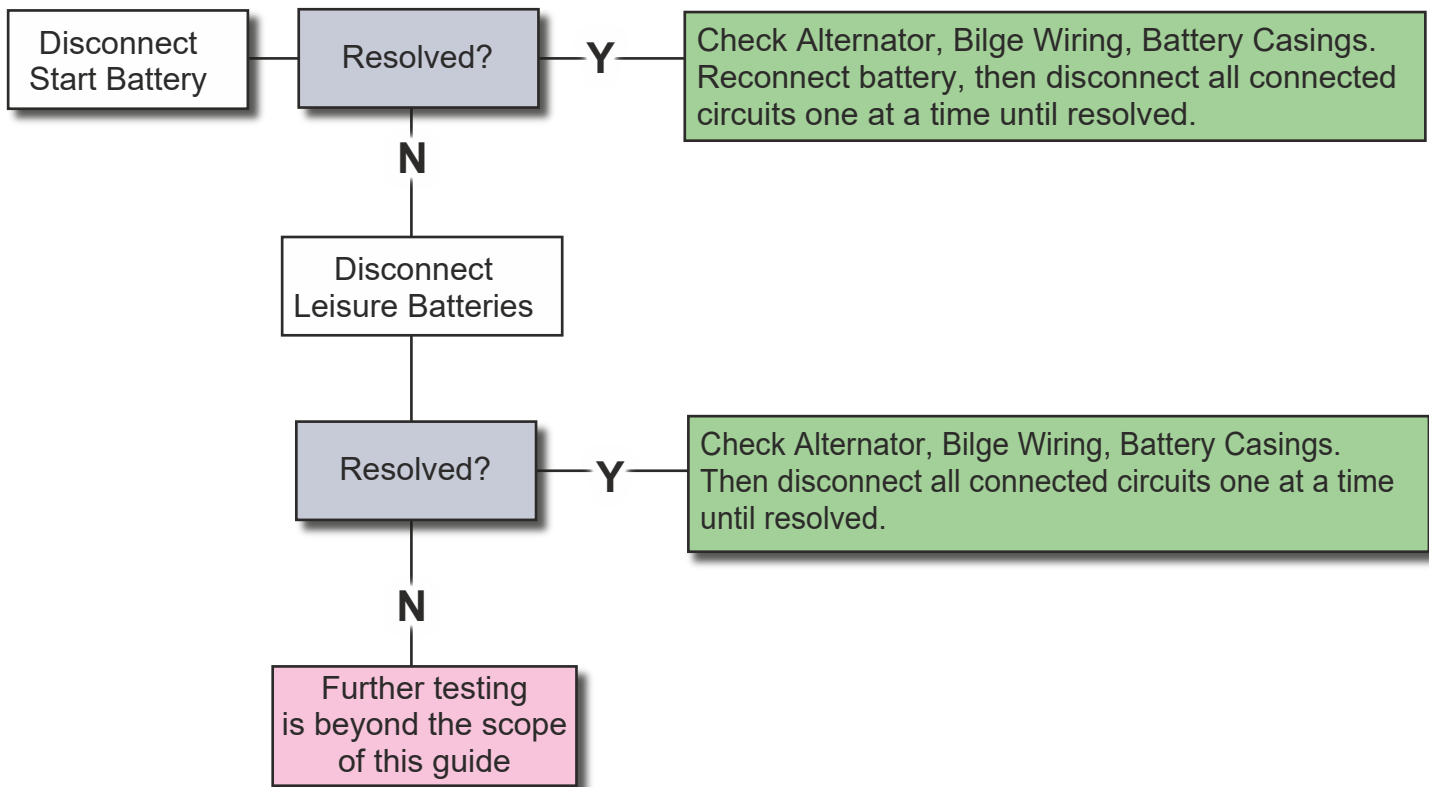 Disconnect
Start Battery
Resolved?
Y
Check Alternator, Bilge Wiring, Battery Casings.
Reconnect battery, then disconnect all connected
circuits one at a time until resolved.
N
Disconnect
Leisure Batteries
Resolved?
Y
Check Alternator, Bilge Wiring, Battery Casings.
Then disconnect all connected circuits one at a time
until resolved.
N
Further testing
is beyond the scope
of this guide